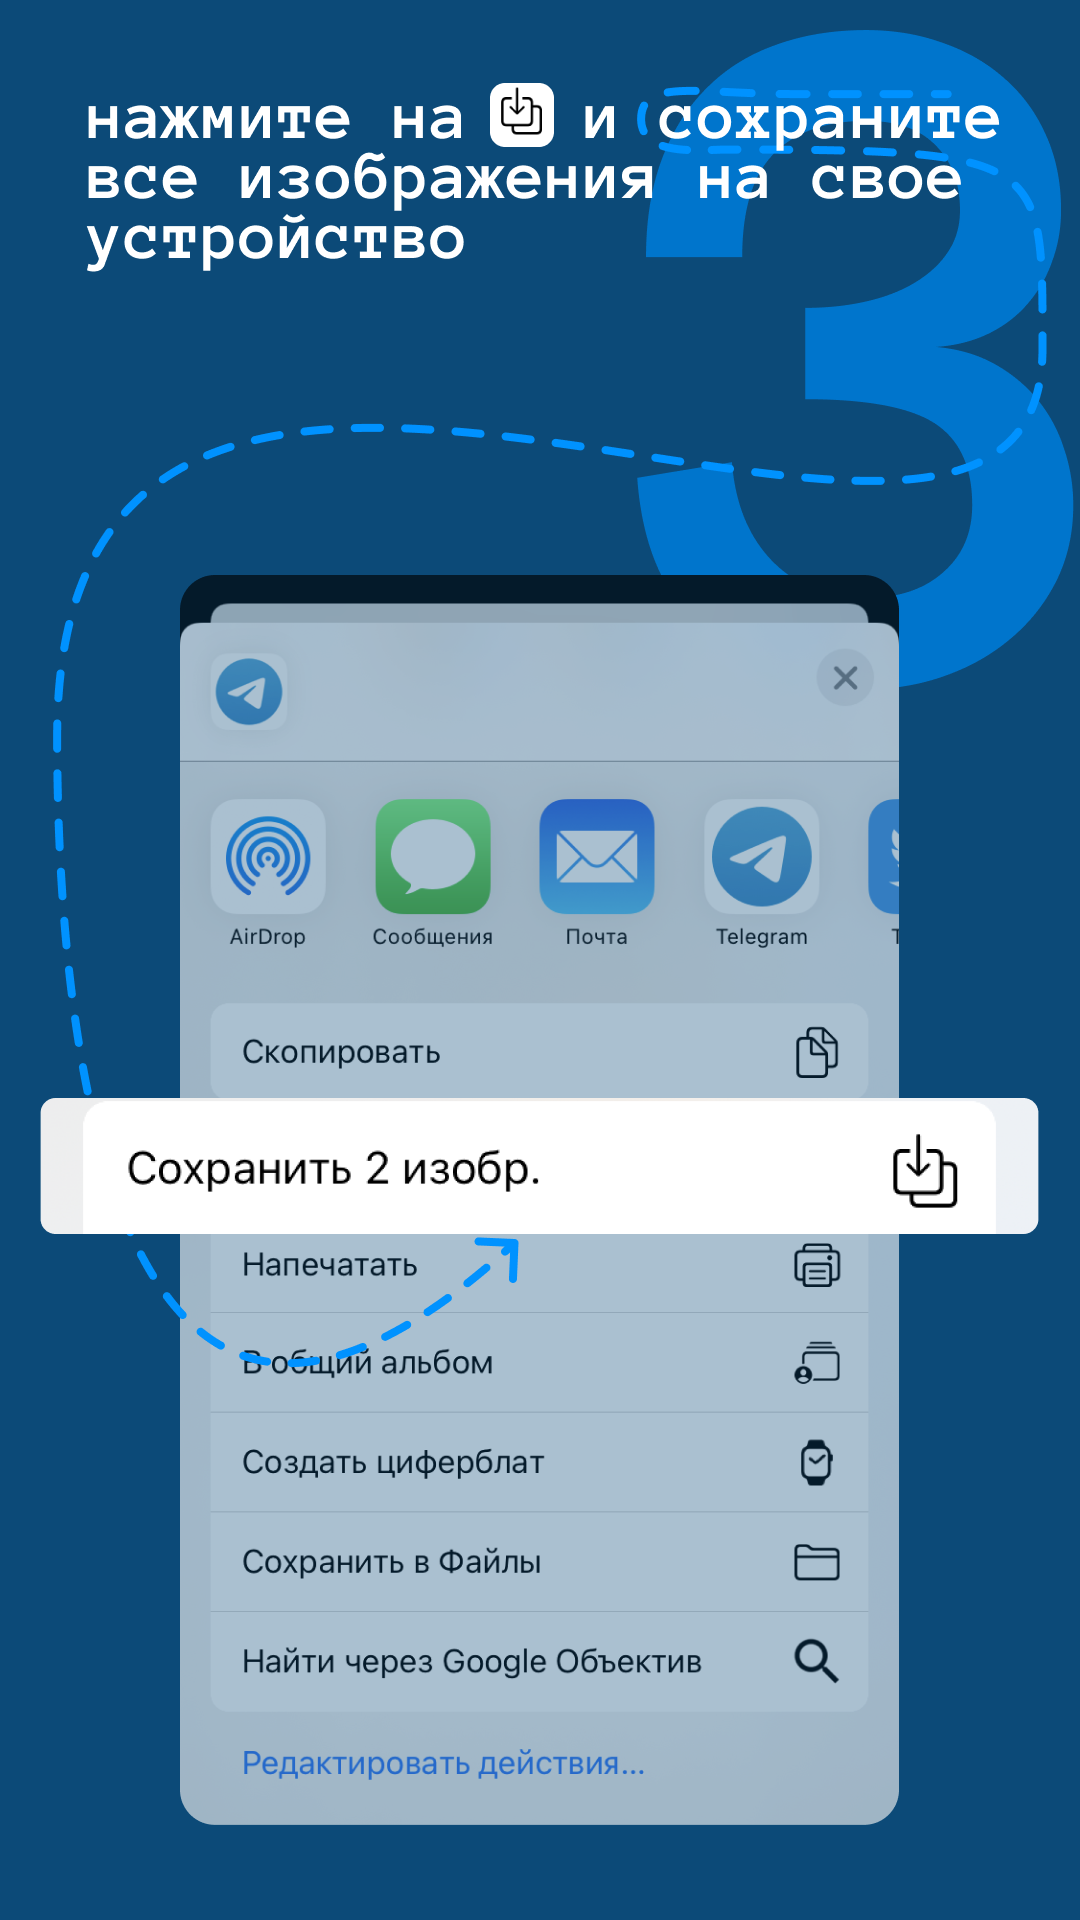 3
нажмите на и сохраните
все изображения на свое
устройство
AirDrop Сообщения Почта Telegram
Скопировать
Сохранить 2 изобр.
Напечатать
В общий альбом
Создать циферблат
Сохранить в Файлы
Найти через Google Объектив
Редактировать действия...